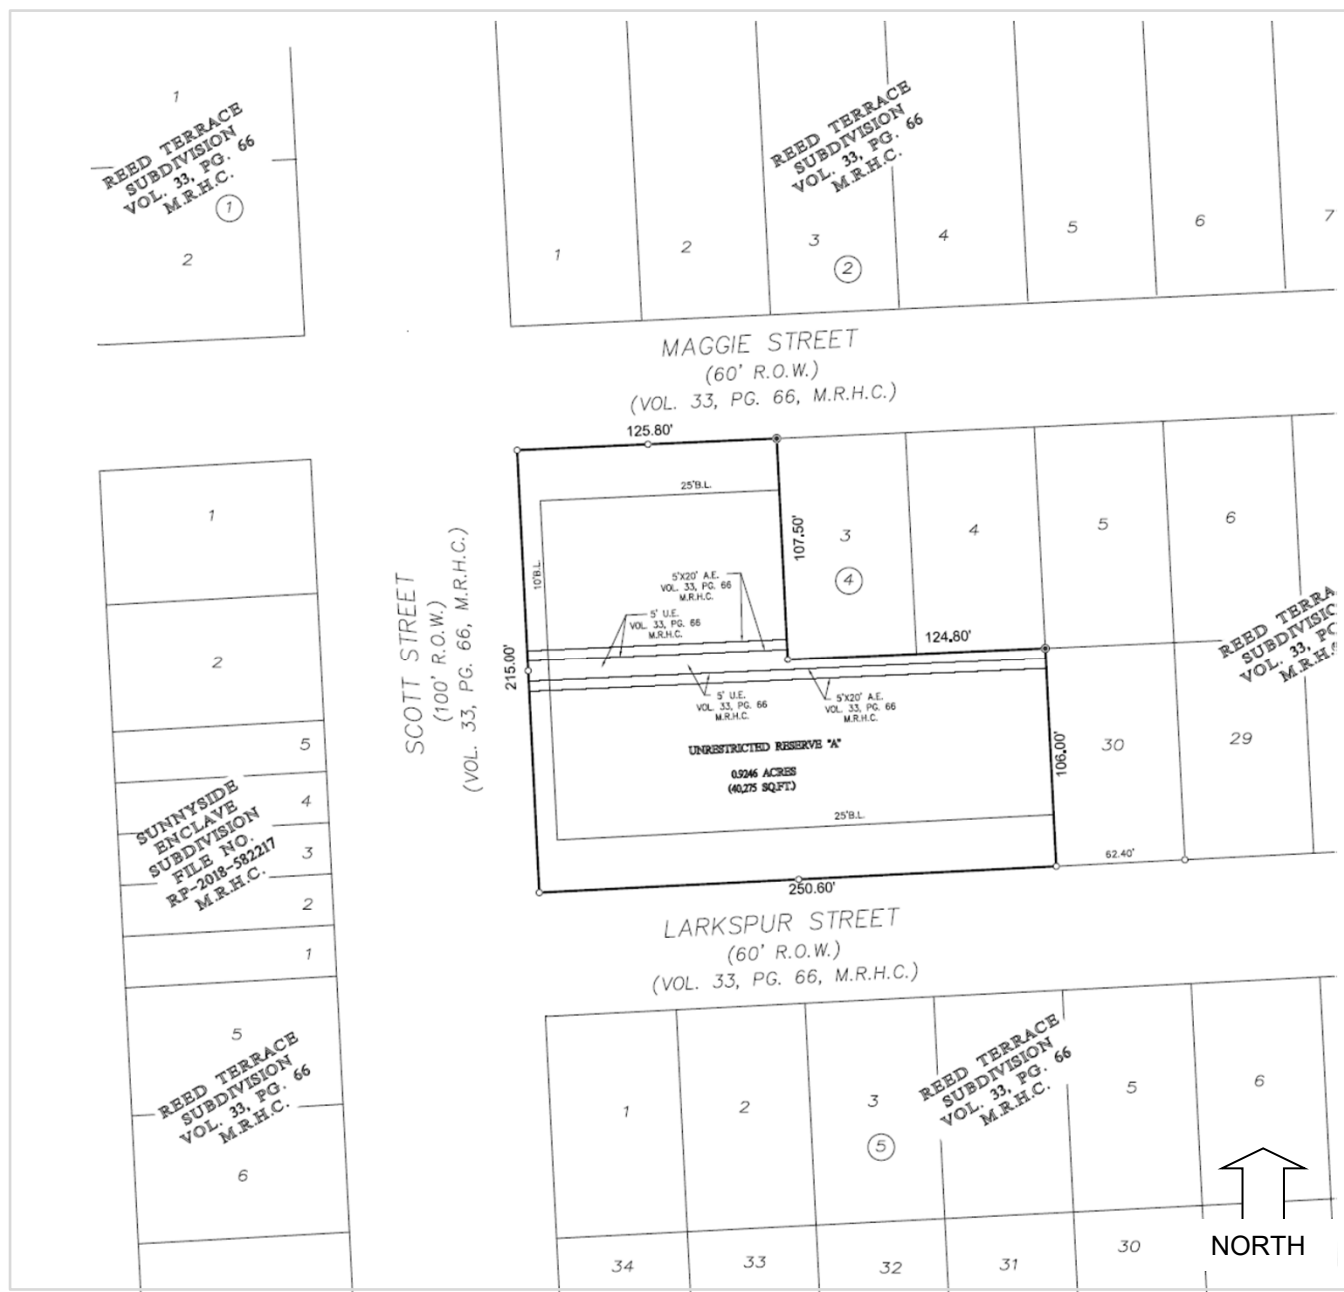 1
REED TERRACE
SUBDIVISION
VOL. 33, PG. 66
M.R.H.C.
1
2
REED TERRACE
SUBDIVISION
VOL. 33, PG. 66
M.R.H.C.
1
2
3
4
5
6
7
2
MAGGIE STREET
(60' R.O.W.)
(VOL. 33, PG. 66, M.R.H.C.)
125.80'
25'B.L.
10'B.L.
107.50'
3
4
5
6
4
1
2
SCOTT STREET
(100' R.O.W.)
(VOL. 33, PG. 66, M.R.H.C.)
215.00'
5'X20' A.E.
VOL. 33, PG. 66
M.R.H.C.
5' U.E.
VOL. 33, PG. 66
M.R.H.C.
124.80'
5' U.E.
VOL. 33, PG. 66
M.R.H.C.
5'X20' A.E.
VOL. 33, PG. 66
M.R.H.C.
REED TERRA
SUBDIVISIO
VOL. 33, PG
M.R.H.
UNRESTRICTED RESERVE "A"
0.9246 ACRES
(40,275 SQ.FT.)
106.00'
30
29
25'B.L.
62.40'
250.60'
5
4
3
2
1
SUNNYSIDE
ENCLAVE
SUBDIVISION
FILE NO.
RP-2018-582217
M.R.H.C.
LARKSPUR STREET
(60' R.O.W.)
(VOL. 33, PG. 66, M.R.H.C.)
5
REED TERRACE
SUBDIVISION
VOL. 33, PG. 66
M.R.H.C.
6
1
2
3
5
REED TERRACE
SUBDIVISION
VOL. 33, PG. 66
M.R.H.C.
5
6
34
33
32
31
30
NORTH